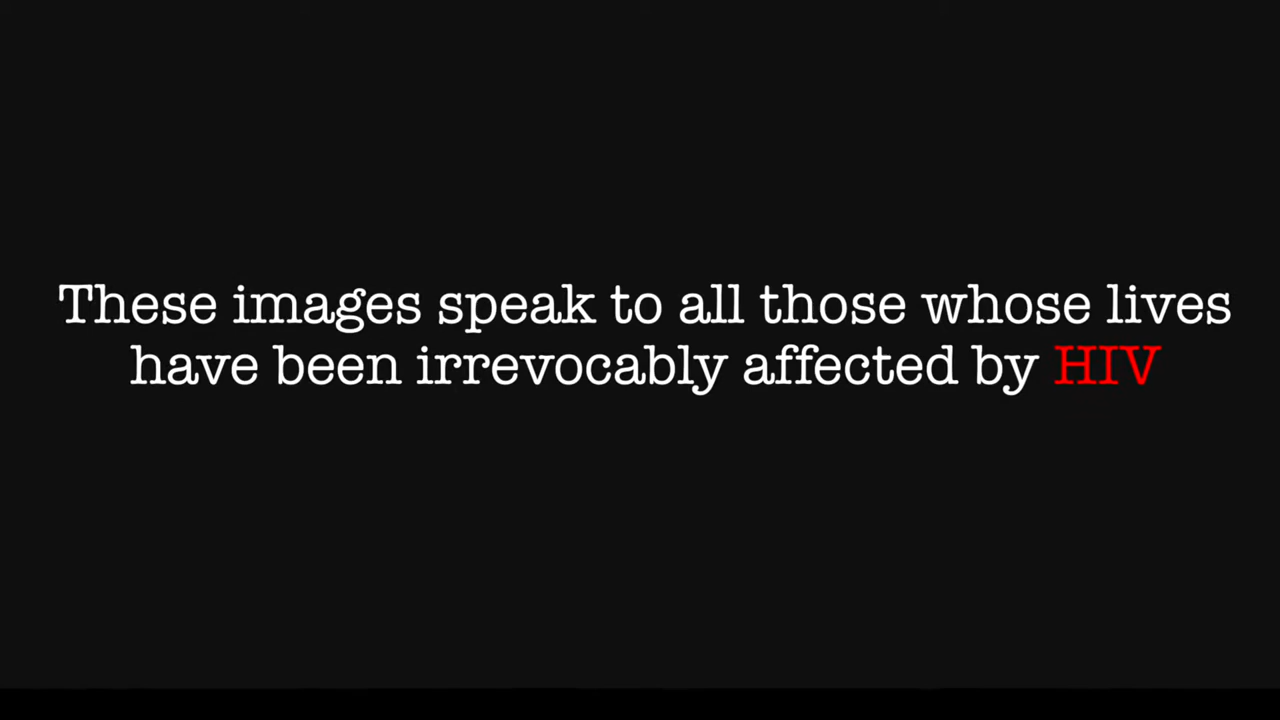 These images speak to all those whose lives
have been irrevocably affected by HIV